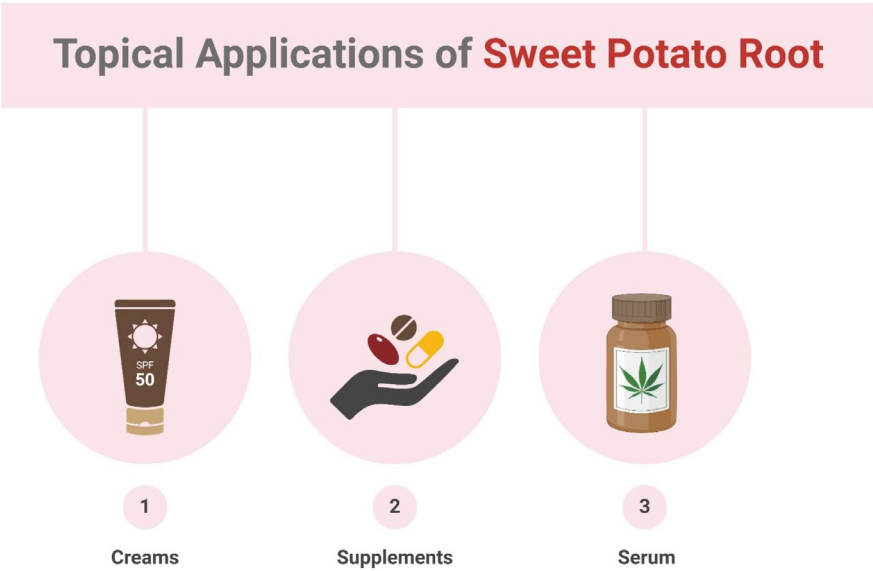 Topical Applications of Sweet Potato Root
SPF
50
1
2
3
Creams
Supplements
Serum